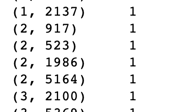 (1, 2137) 1
(2, 917) 1
(2, 523) 1
(2, 1986) 1
(2, 5164) 1
(3, 2100) 1